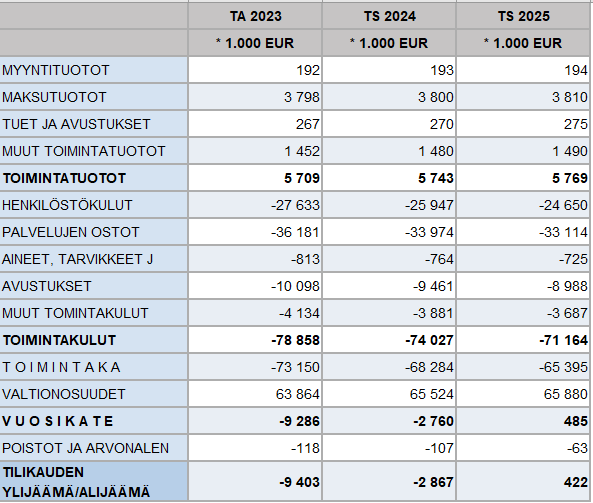 TA 2023 TS 2024 TS 2025
* 1.000 EUR * 1.000 EUR * 1.000 EUR
MYYNTITUOTOT 192 193 194
MAKSUTUOTOT 3 798 3 800 3 810
TUET JA AVUSTUKSET 267 270 275
MUUT TOIMINTATUOTOT 1 452 1 480 1 490
TOIMINTATUOTOT 5 709 5 743 5 769
HENKILÖSTÖKULUT -27 633 -25 947 -24 650
PALVELUJEN OSTOT -36 181 -33 974 -33 114
AINEET, TARVIKKEET J -813 -764 -725
AVUSTUKSET -10 098 -9 461 -8 988
MUUT TOMINTAKULUT -4 134 -3 881 -3 687
TOIMINTAKULUT -78 858 -74 027 -71 164
T O I M I N T A K A -73 150 -68 284 -65 395
VALTIONOSUUDET 63 864 65 524 65 880
V U O S I K A T E -9 286 -2 760 485
POISTOT JA ARVONALEN -118 -107 -63
TILIKAUDEN
YLIJÄÄMÄ/ALIJÄÄMÄ -9 403 -2 867 422